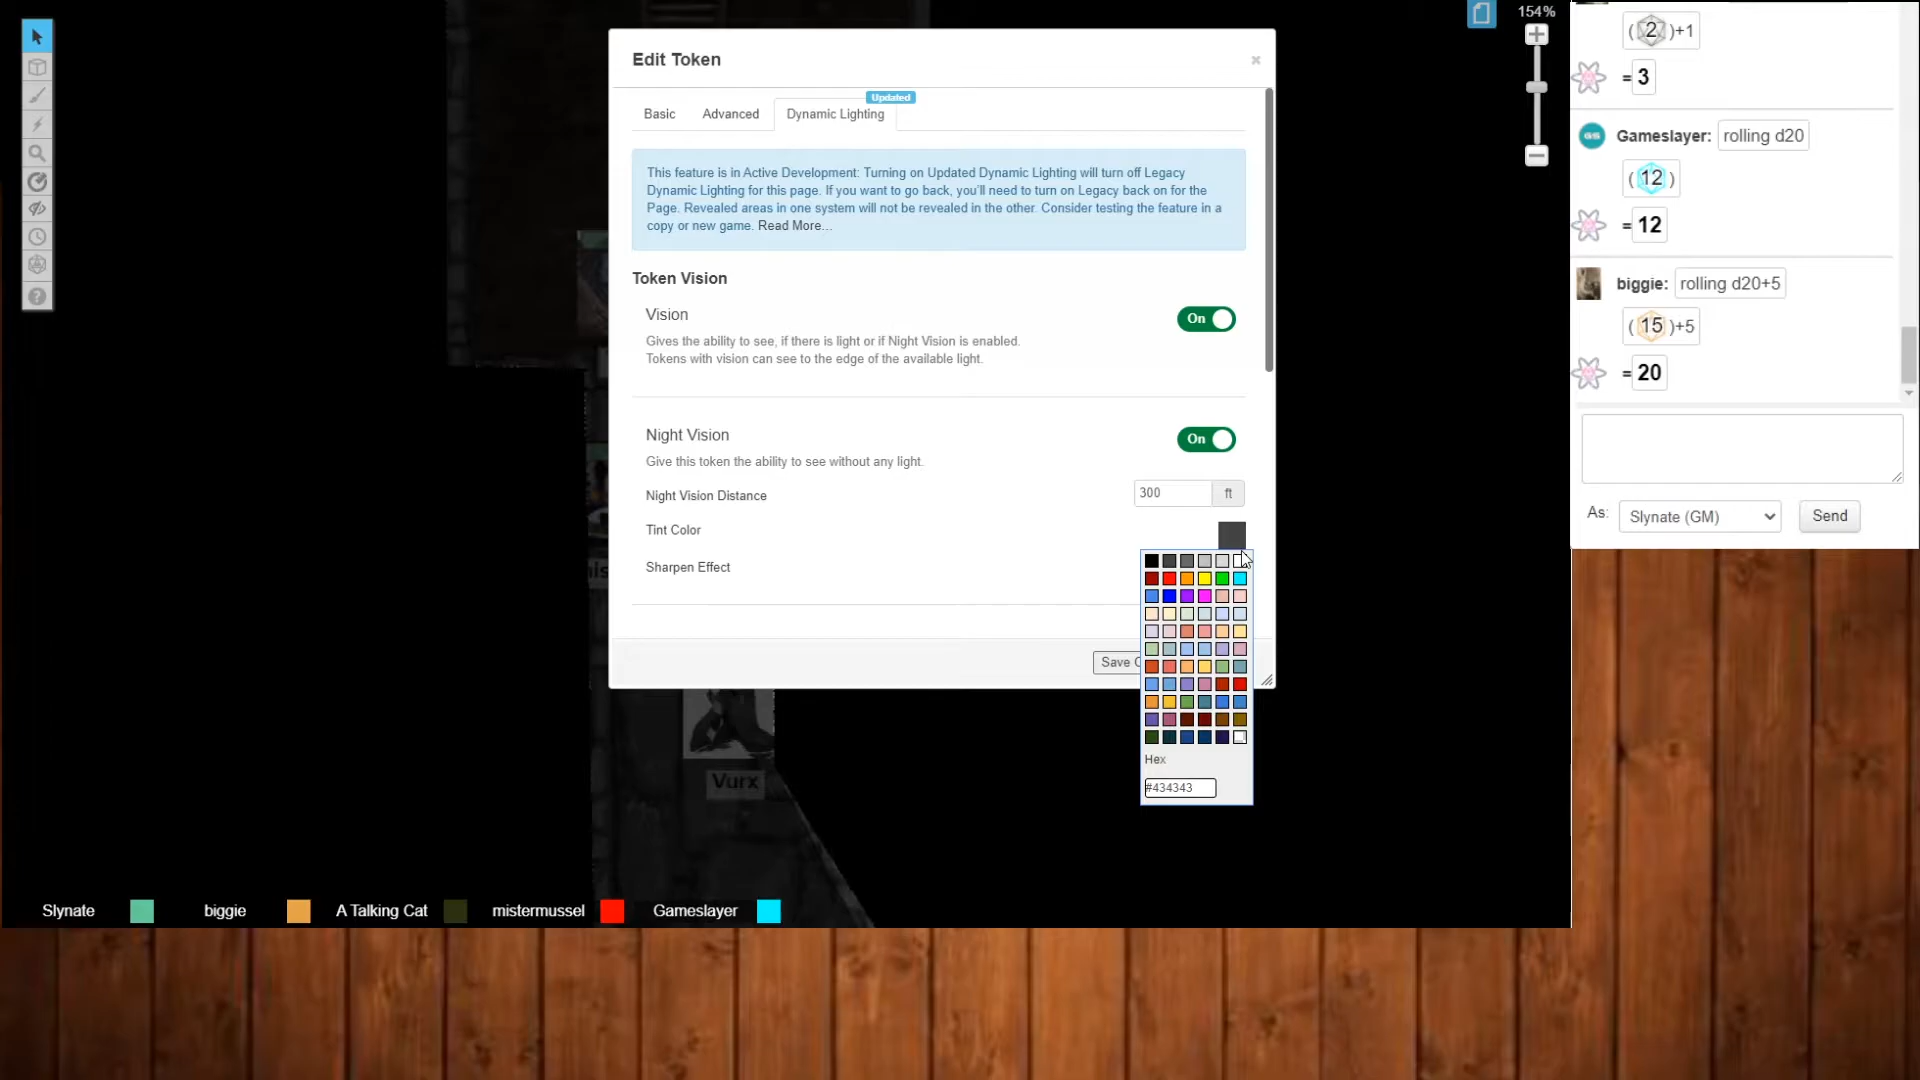 154%
Edit Token
×
Updated
Basic
Advanced
Dynamic Lighting
This feature is in Active Development: Turning on Updated Dynamic Lighting will turn off Legacy
Dynamic Lighting for this page. If you want to go back, you'll need to turn on Legacy back on for the
Page. Revealed areas in one system will not be revealed in the other. Consider testing the feature in a
copy or new game. Read More...
Token Vision
Vision
On
Gives the ability to see, if there is light or if Night Vision is enabled.
Tokens with vision can see to the edge of the available light.
Night Vision
On
Give this token the ability to see without any light.
Night Vision Distance
300
ft
Tint Color
Sharpen Effect
Save
Hex
#434343
Vurx
Slynate
biggie
A Talking Cat
mistermussel
Gameslayer
(2)+1
=3
GS
Gameslayer: rolling d20
(12)
=12
biggie: rolling d20+5
(15)+5
=20
As:
Slynate (GM)
Send